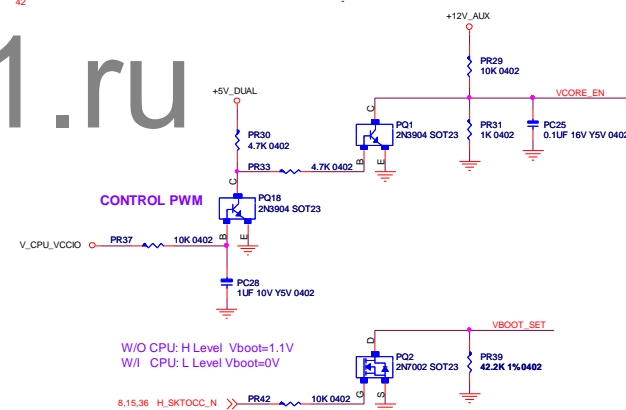 42
+12V_AUX
PR29
10K 0402
VCORE_EN
1.ru
+5V_DUAL
C
PR30
4.7K 0402
PQ1
2N3904 SOT23
PR31
1K 0402
PC25
0.1UF 16V Y5V 0402
B
E
PR33
4.7K 0402
C
CONTROL PWM
PQ18
2N3904 SOT23
B
E
V_CPU_VCCIO
PR37
10K 0402
PC28
1UF 10V Y5V 0402
VBOOT_SET
D
W/O CPU: H Level Vboot=1.1V
W/I CPU: L Level Vboot=0V
PQ2
2N7002 SOT23
PR39
42.2K 1%0402
G
S
8,15,36 H_SKTOCC_N
PR42
10K 0402